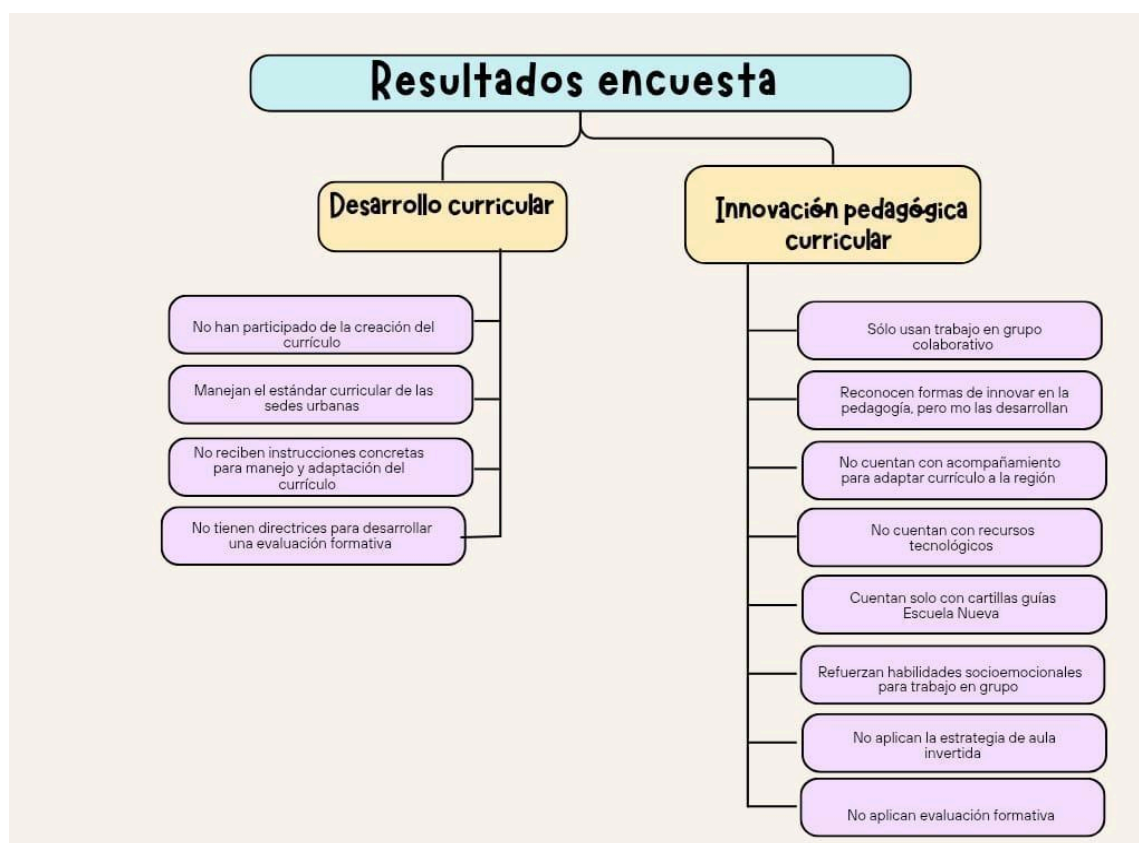 Resultados encuesta
Desarrollo curricular
No han participado de la creación del
currículo
Manejan el estándar curricular de las
sedes urbanas
No reciben instrucciones concretas
para manejo y adaptación del
currículo
No tienen directrices para desarrollar
una evaluación formativa
Innovación pedagógica
curricular
Sólo usan trabajo en grupo
colaborativo
Reconocen formas de innovar en la
pedagogía, pero mo las desarrollan
No cuentan con acompañamiento
para adaptar currículo a la región
No cuentan con recursos
tecnológicos
Cuentan solo con cartillas guías
Escuela Nueva
Refuerzan habilidades socioemocionales
para trabajo en grupo
No aplican la estrategia de aula
invertida
No aplican evaluación formativa